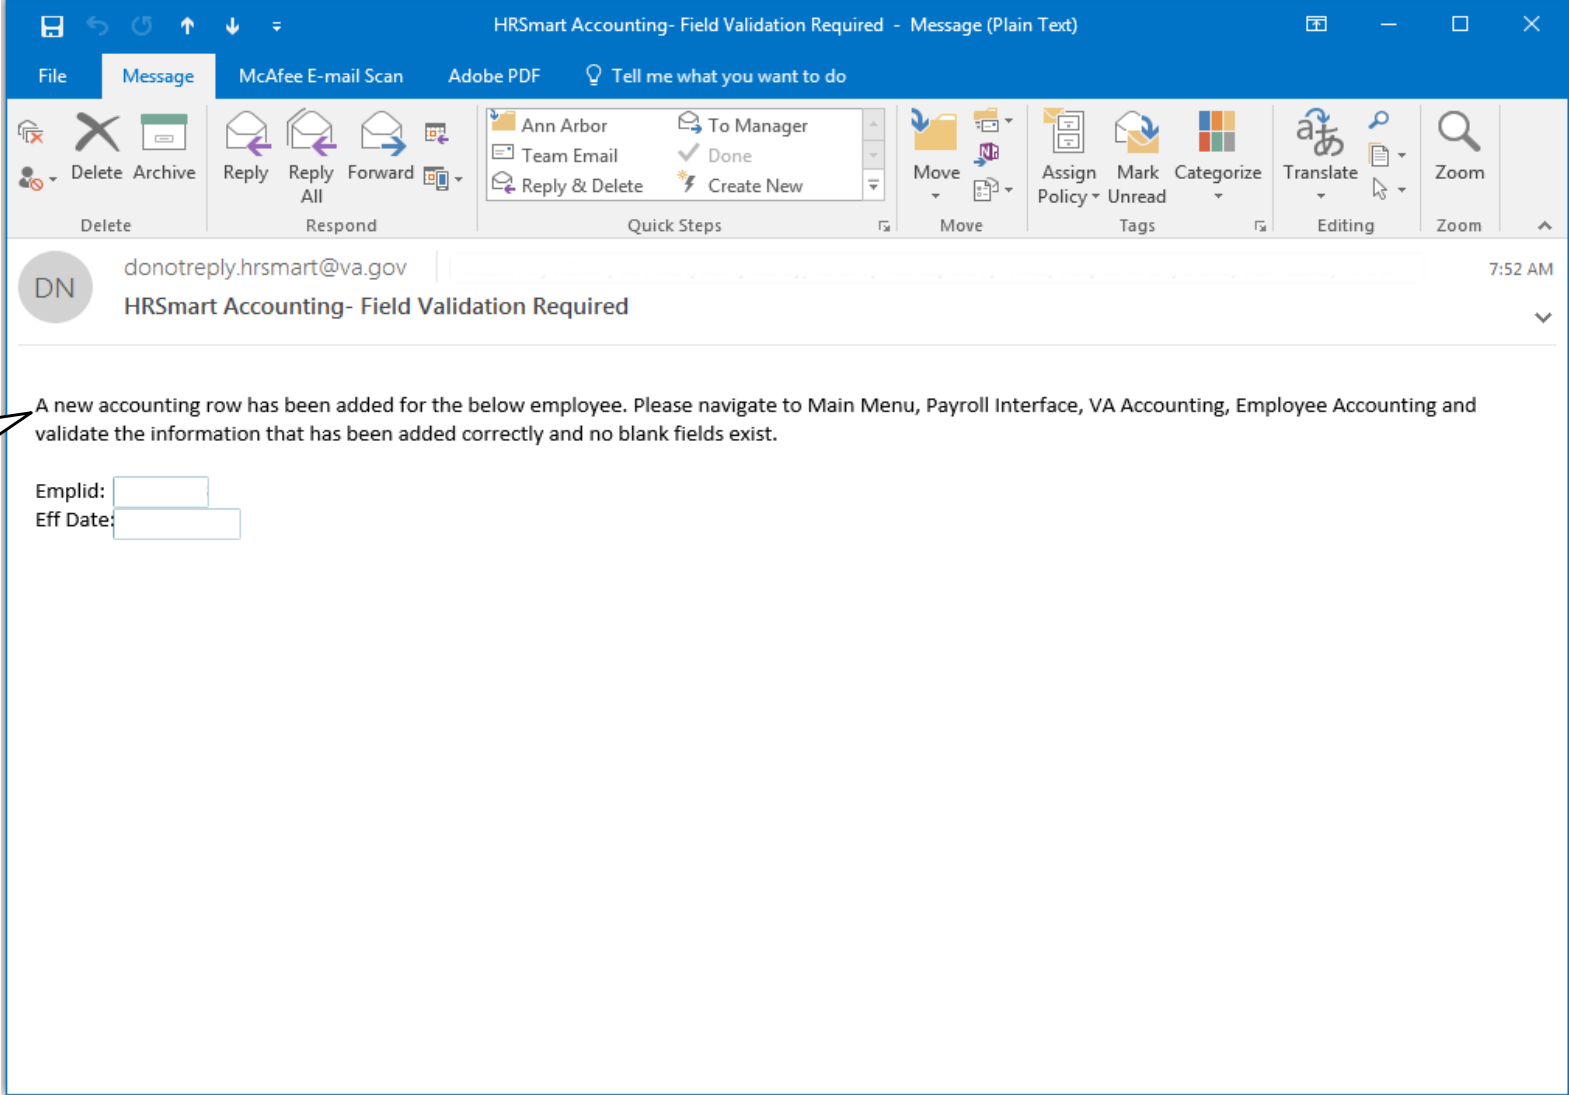 HRSmart Accounting- Field Validation Required - Message (Plain Text)
File Message McAfee E-mail Scan Adobe PDF Tell me what you want to do
Delete Archive
Delete
Reply Reply All Forward
Respond
Ann Arbor To Manager
Team Email Done
Reply & Delete Create New
Quick Steps
Move
Move
Assign Policy Mark Unread Categorize
Tags
Translate
Editing
Zoom
Zoom
DN
donotreply.hrsmart@va.gov
7:52 AM
HRSmart Accounting- Field Validation Required
A new accounting row has been added for the below employee. Please navigate to Main Menu, Payroll Interface, VA Accounting, Employee Accounting and
validate the information that has been added correctly and no blank fields exist.
Emplid:
Eff Date: